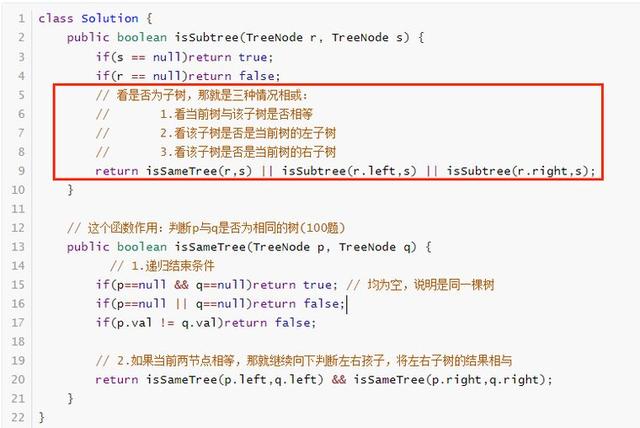 1 class Solution {
2 public boolean isSubtree(TreeNode r, TreeNode s) {
3 if(s == null)return true;
4 if(r == null)return false;
5 // 看是否为子树，那就是三种情况相或：
6 // 1.看当前树与该子树是否相等
7 // 2.看该子树是否是当前树的左子树
8 // 3.看该子树是否是当前树的右子树
9 return isSameTree(r,s) || isSubtree(r.left,s) || isSubtree(r.right,s);
10 }
11
12 // 这个函数作用：判断p与q是否为相同的树(100题)
13 public boolean isSameTree(TreeNode p, TreeNode q) {
14 // 1.递归结束条件
15 if(p==null && q==null)return true; // 均为空，说明是同一棵树
16 if(p==null || q==null)return false;
17 if(p.val != q.val)return false;
18
19 // 2.如果当前两节点相等，那就继续向下判断左右孩子，将左右子树的结果相与
20 return isSameTree(p.left,q.left) && isSameTree(p.right,q.right);
21 }
22 }